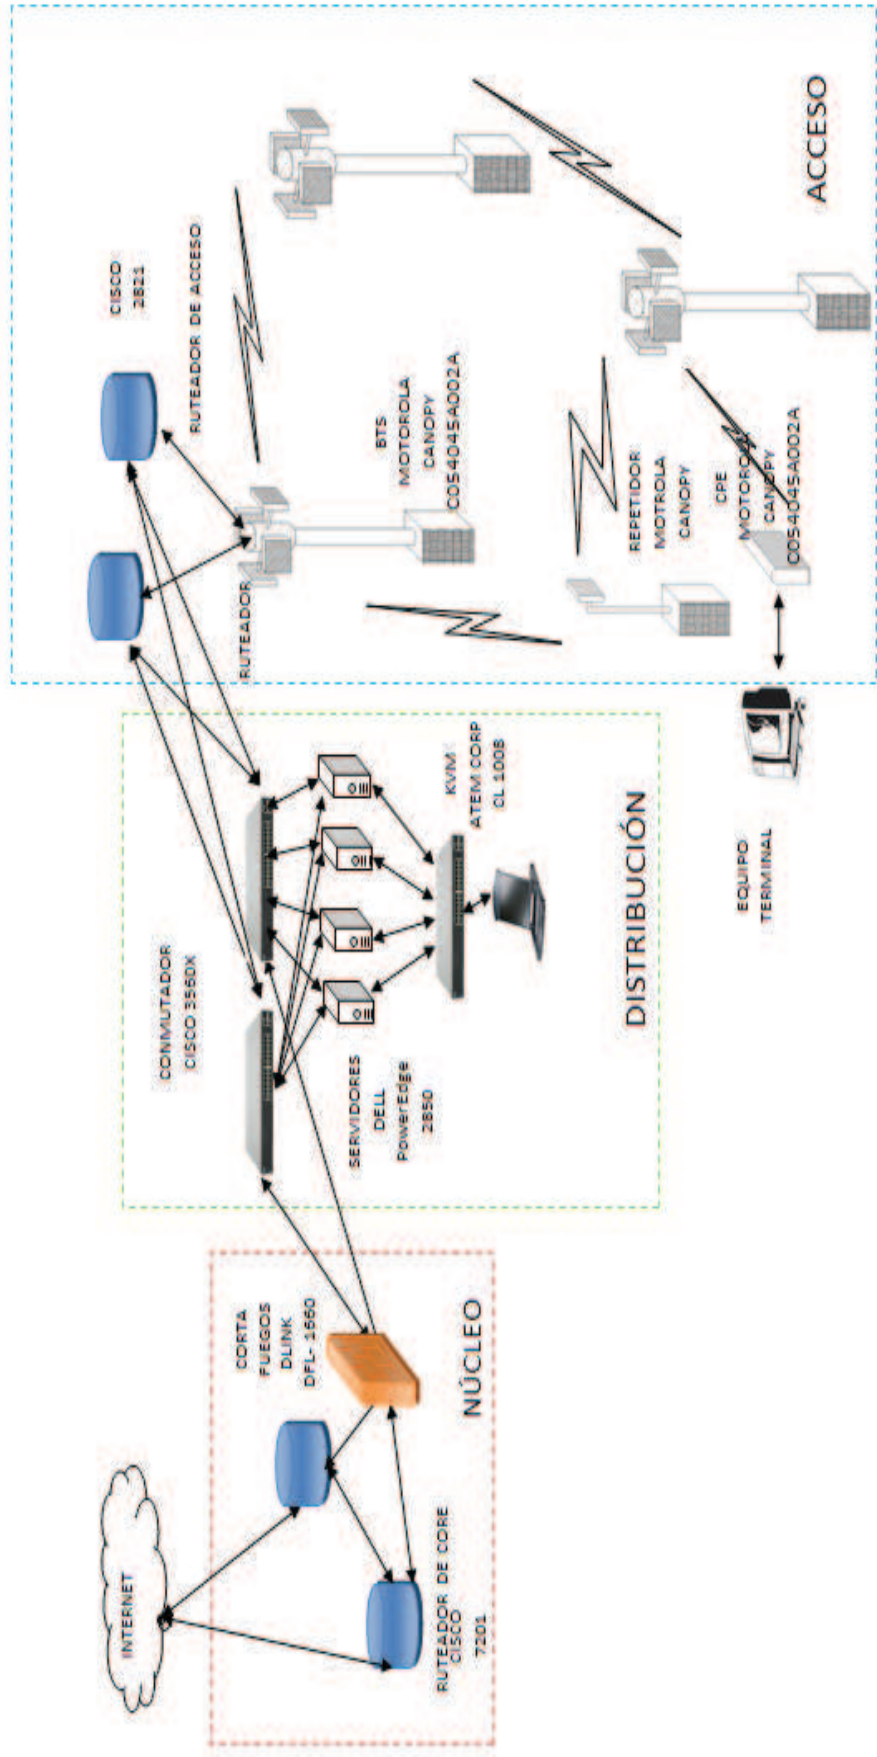 INTERNET
RUTEADOR DE CORE
CISCO
7201
CORTA
FUEGOS
DLINK
DFL- 1660
NÚCLEO
CONMUTADOR
CISCO 3560X
SERVIDORES
DELL
PowerEdge
2850
KVM
ATEM CORP
CL 1008
DISTRIBUCIÓN
EQUIPO
TERMINAL
RUTEADOR
CISCO
2821
RUTEADOR DE ACCESO
BTS
MOTOROLA
CANOPY
C054045A002A
REPETIDOR
MOTROLA
CANOPY
CPE
MOTOROLA
CANOPY
C054045A002A
ACCESO